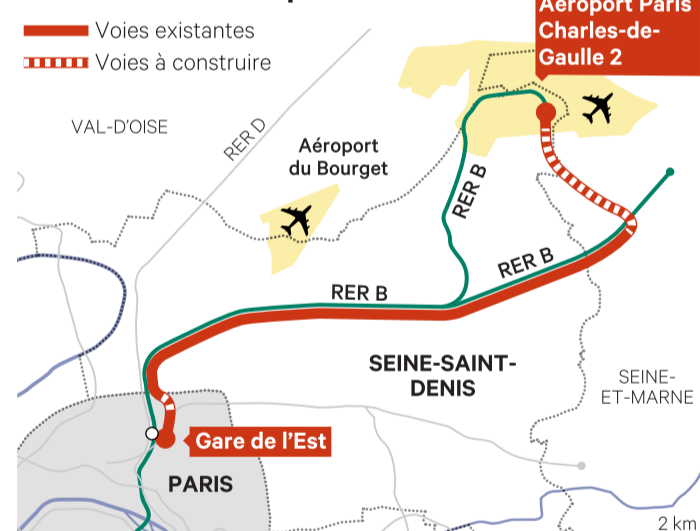 Aéroport Paris
Charles-de-
Gaulle 2
Voies existantes
Voies à construire
VAL-D'OISE
RER D
Aéroport
du Bourget
RER B
RER B
RER B
SEINE-SAINT-
DENIS
SEINE-
ET-MARNE
Gare de l'Est
PARIS
2 km